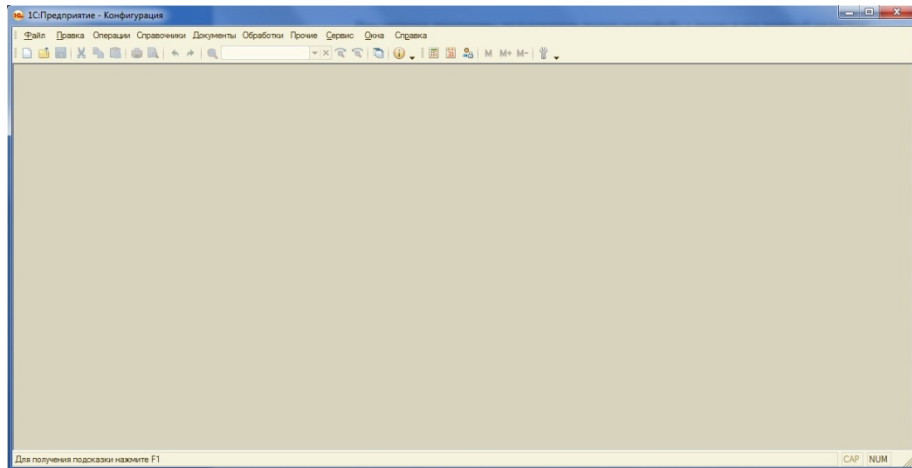 1С:Предприятие - Конфигурация
Файл Правка Операции Справочники Документы Обработки Прочие Сервис Окна Справка
M M+ M-
Для получения подсказки нажмите F1 CAP NUM